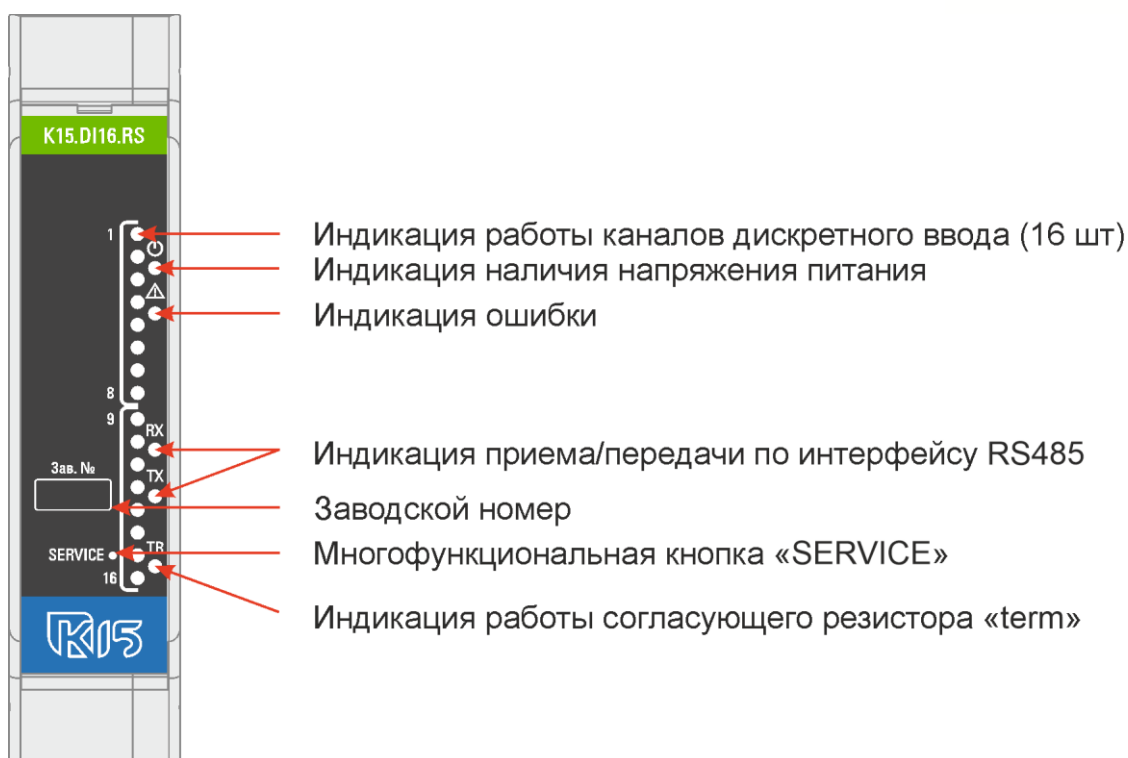 K15.DI16.RS
1
8
9
RX
Зав. №
TX
SERVICE
TR
16
K15
Индикация работы каналов дискретного ввода (16 шт)
Индикация наличия напряжения питания
Индикация ошибки
Индикация приема/передачи по интерфейсу RS485
Заводской номер
Многофункциональная кнопка «SERVICE»
Индикация работы согласующего резистора «term»